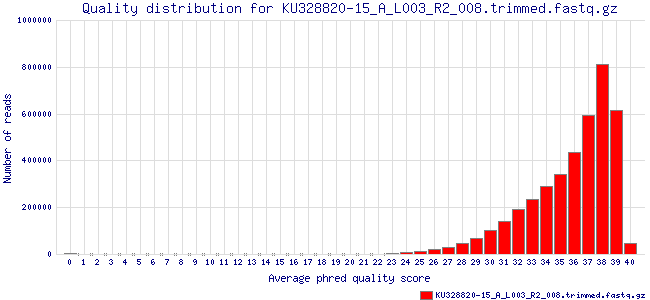 Quality distribution for KU328820-15_A_L003_R2_008.trimmed.fastq.gz
1000000
800000
600000
400000
200000
0
Number of reads
0 1 2 3 4 5 6 7 8 9 10 11 12 13 14 15 16 17 18 19 20 21 22 23 24 25 26 27 28 29 30 31 32 33 34 35 36 37 38 39 40
Average phred quality score
KU328820-15_A_L003_R2_008.trimmed.fastq.gz